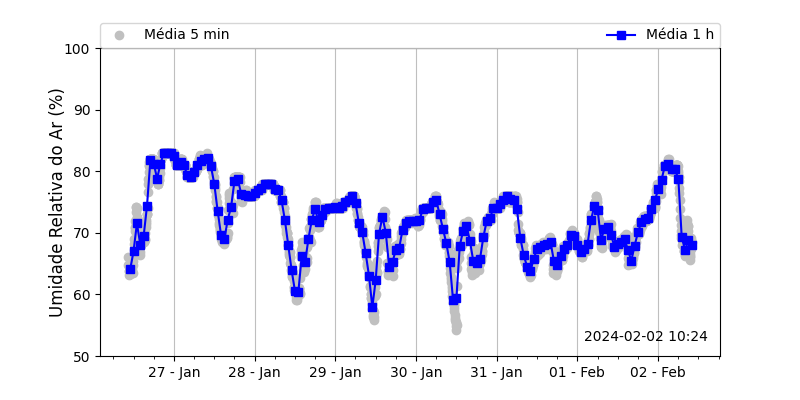 Média 5 min
Média 1 h
Umidade Relativa do Ar (%)
100
90
80
70
60
50
2024-02-02 10:24
27 - Jan
28 - Jan
29 - Jan
30 - Jan
31 - Jan
01 - Feb
02 - Feb